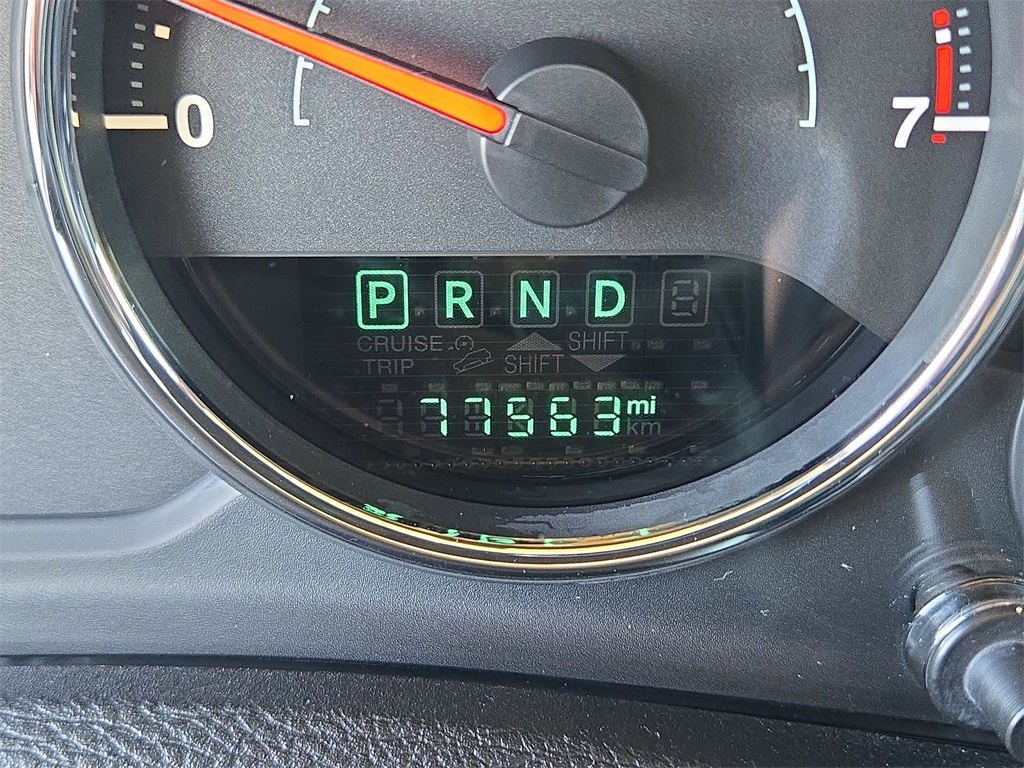 0 7
P R N D
CRUISE SHIFT
TRIP SHIFT
77563 mi
km